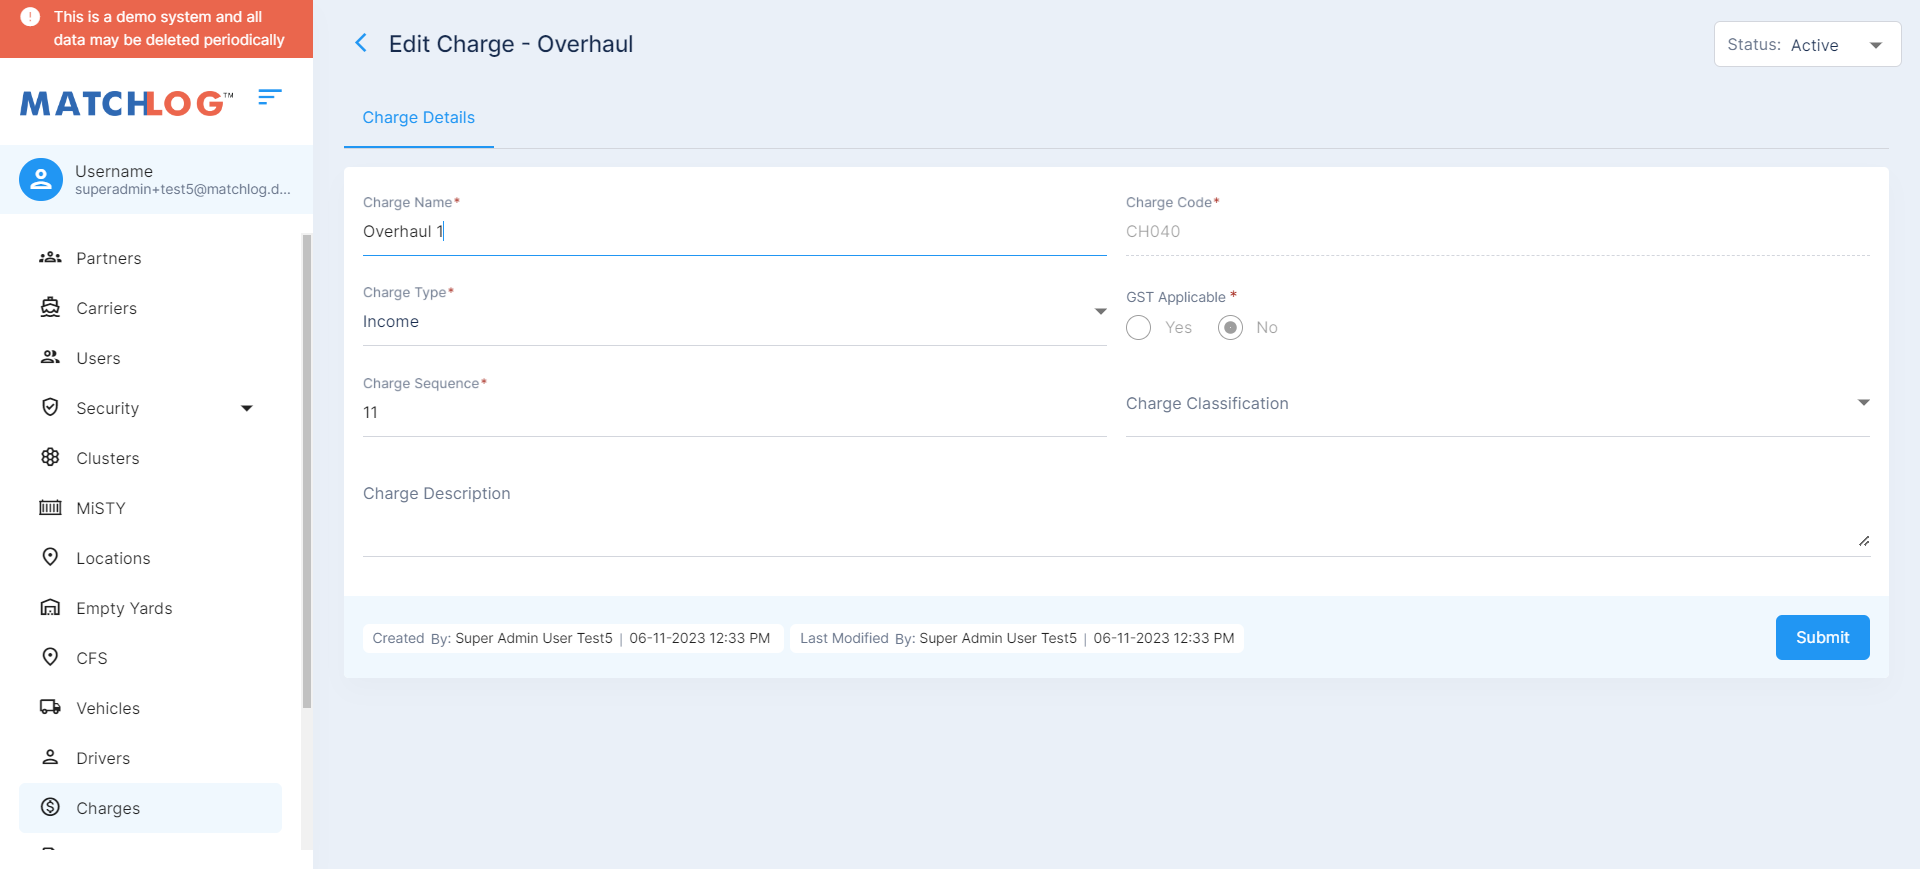 This is a demo system and all
data may be deleted periodically
MATCHLOG™
Username
superadmin+test5@matchlog.d...
Partners
Carriers
Users
Security
Clusters
MiSTY
Locations
Empty Yards
CFS
Vehicles
Drivers
Charges
Edit Charge - Overhaul
Status: Active
Charge Details
Charge Name*
Overhaul 1
Charge Code*
CH040
Charge Type*
Income
GST Applicable *
Yes No
Charge Sequence*
11
Charge Classification
Charge Description
Created By: Super Admin User Test5 | 06-11-2023 12:33 PM
Last Modified By: Super Admin User Test5 | 06-11-2023 12:33 PM
Submit